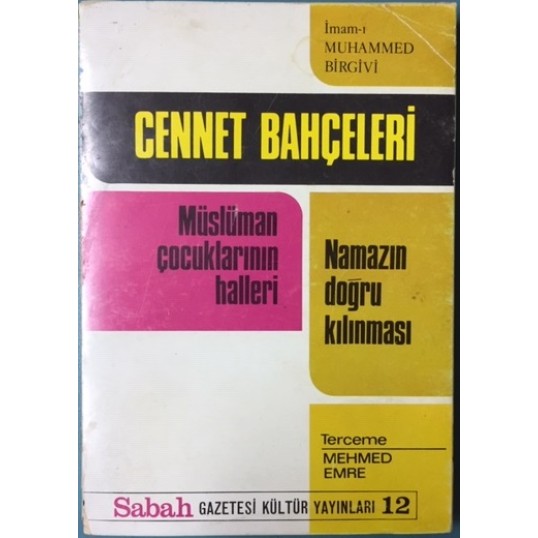 İmam-ı
MUHAMMED
BİRGİVİ
CENNET BAHÇELERİ
Müslüman
çocuklarının
halleri
Namazın
doğru
kılınması
Terceme
MEHMED
EMRE
Sabah GAZETESİ KÜLTÜR YAYINLARI 12